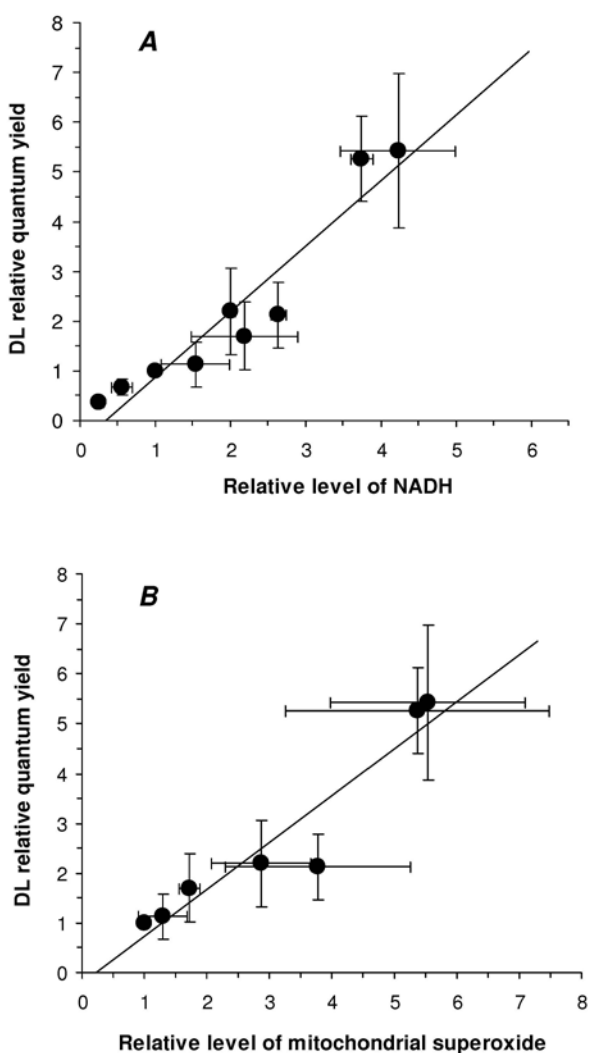 A
DL relative quantum yield
8
7
6
5
4
3
2
1
0
0 1 2 3 4 5 6
Relative level of NADH
B
DL relative quantum yield
8
7
6
5
4
3
2
1
0
0 1 2 3 4 5 6 7 8
Relative level of mitochondrial superoxide